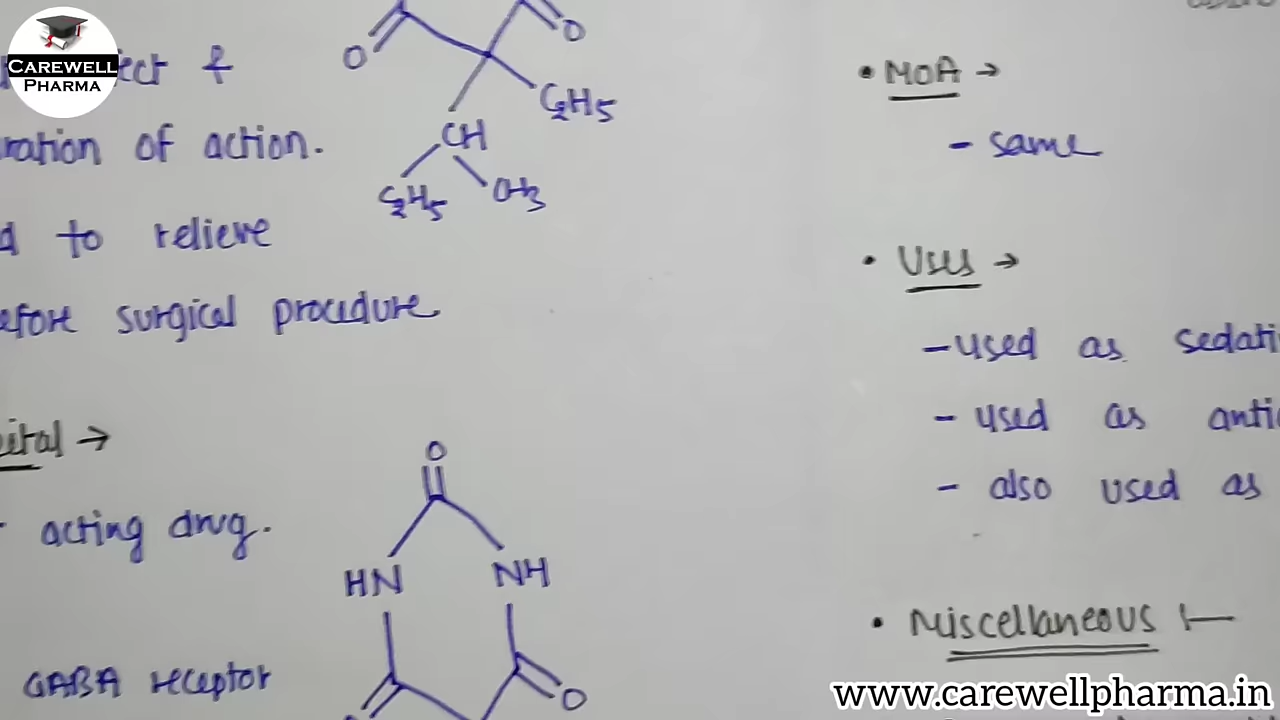 CAREWELL
PHARMA
ect &
ration of action.
d to relieve
efore surgical procedure
ital →
acting drug.
GABA receptor
O
O
C2H5
CH
C2H5
CH3
O
HN
NH
O
• MOA →
- same
• Uses →
- used as sedati
- used as anti
- also used as
• Miscellaneous :-
www.carewellpharma.in